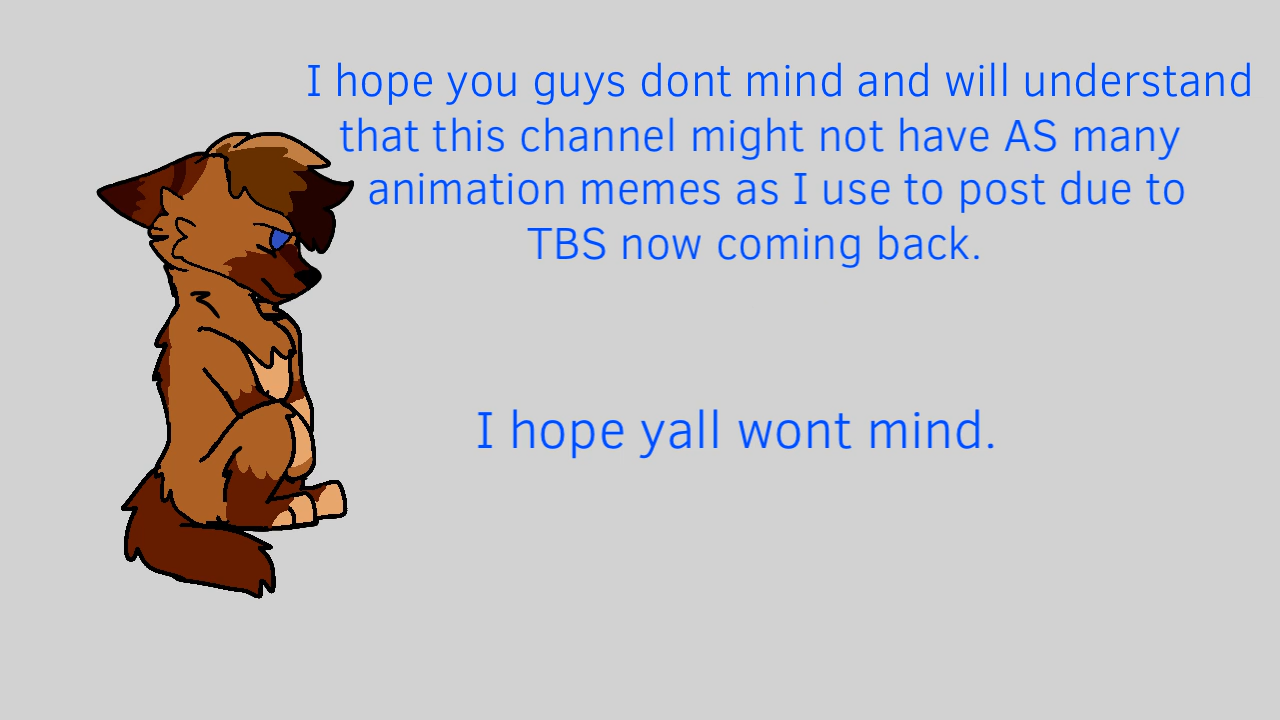 I hope you guys dont mind and will understand
that this channel might not have AS many
animation memes as I use to post due to
TBS now coming back.
I hope yall wont mind.